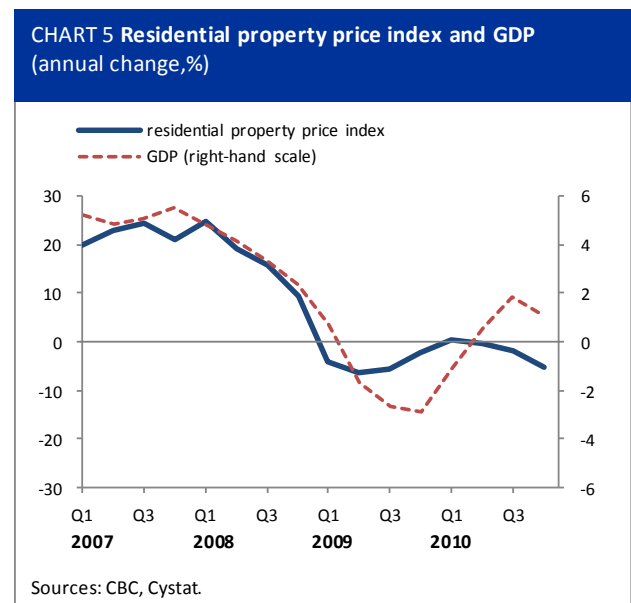 CHART 5 Residential property price index and GDP
(annual change,%)
residential property price index
GDP (right-hand scale)
30 6
20 4
10 2
0 0
-10 -2
-20 -4
-30 -6
Q1 Q3 Q1 Q3 Q1 Q3 Q1 Q3
2007 2008 2009 2010
Sources: CBC, Cystat.